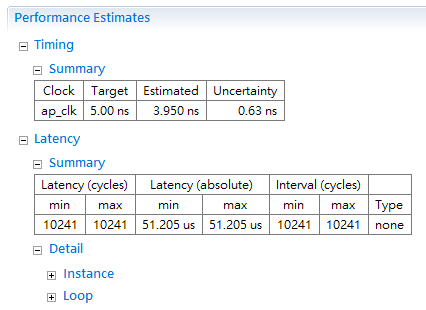 Performance Estimates
Timing
Summary
Clock Target Estimated Uncertainty
ap_clk 5.00 ns 3.950 ns 0.63 ns
Latency
Summary
Latency (cycles) Latency (absolute) Interval (cycles)
min max min max min max Type
10241 10241 51.205 us 51.205 us 10241 10241 none
Detail
Instance
Loop